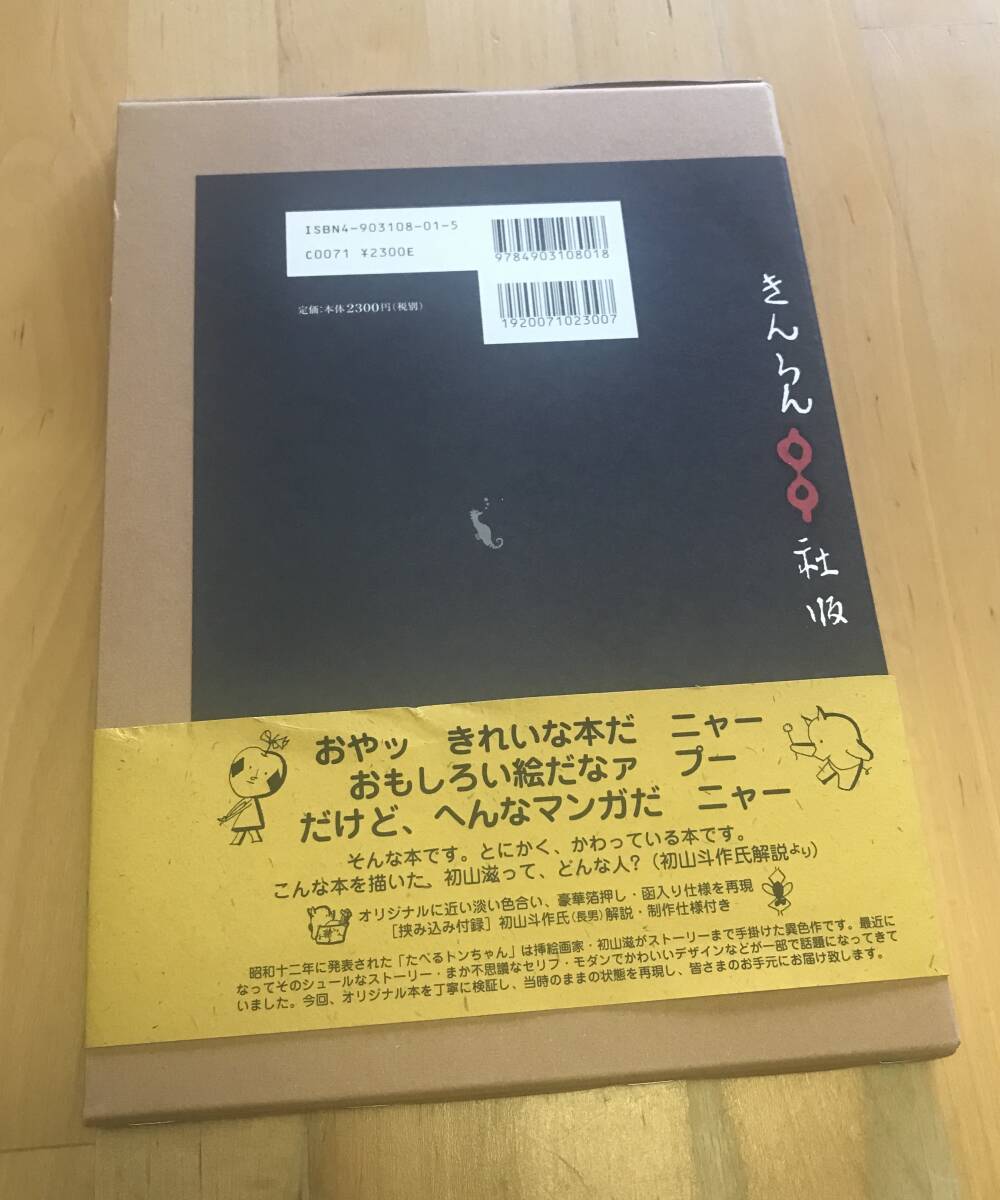 ISBN4-903108-01-5
C0071 ¥2300E
定価:本体2300円(税別)
9784903108018
1920071023007
きんらん
社版
おやッ きれいな本だ ニャー
おもしろい絵だなァ プー
だけど、へんなマンガだ ニャー
そんな本です。とにかく、かわっている本です。
こんな本を描いた、初山滋って、どんな人?(初山斗作氏解説より)
オリジナルに近い淡い色合い、豪華箔押し・函入り仕様を再現
[挟み込み付録] 初山斗作氏(長男)解説・制作仕様付き
昭和十二年に発表された「たべるトンちゃん」は挿絵画家・初山滋がストーリーまで手掛けた異色作です。最近に
なってそのシュールなストーリー・まか不思議なセリフ・モダンでかわいいデザインなどが一部で話題になってきて
いました。今回、オリジナル本を丁寧に検証し、当時のままの状態を再現し、皆さまのお手元にお届け致します。